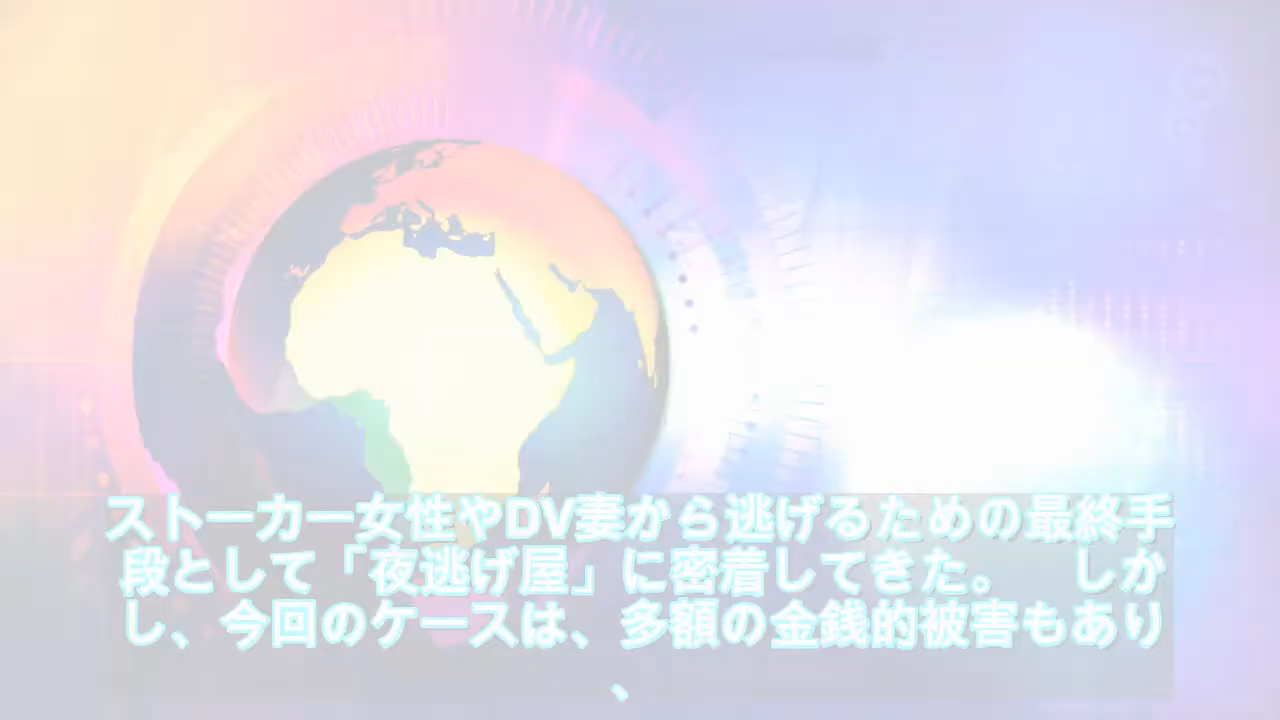 ストーカー女性やDV妻から逃げるための最終手
段として「夜逃げ屋」に密着してきた。　しか
し、今回のケースは、多額の金銭的被害もあり
、